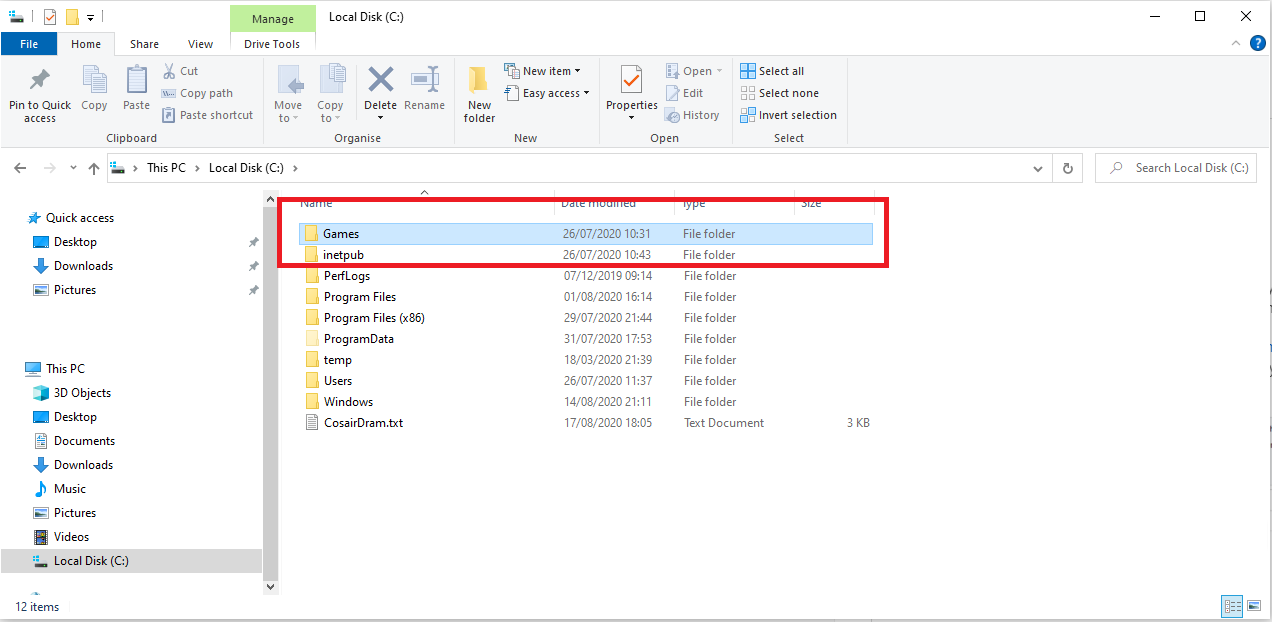 Manage
Local Disk (C:)
File
Home
Share
View
Drive Tools
?
Pin to Quick access
Copy
Paste
Cut
Copy path
Paste shortcut
Clipboard
Move to
Copy to
Delete
Rename
Organise
New folder
New item
Easy access
New
Properties
Open
Edit
History
Open
Select all
Select none
Invert selection
Select
This PC > Local Disk (C:) >
Search Local Disk (C:)
Quick access
Desktop
Downloads
Pictures
This PC
3D Objects
Desktop
Documents
Downloads
Music
Pictures
Videos
Local Disk (C:)
Name Date modified Type Size
Games 26/07/2020 10:31 File folder
inetpub 26/07/2020 10:43 File folder
PerfLogs 07/12/2019 09:14 File folder
Program Files 01/08/2020 16:14 File folder
Program Files (x86) 29/07/2020 21:44 File folder
ProgramData 31/07/2020 17:53 File folder
temp 18/03/2020 21:39 File folder
Users 26/07/2020 11:37 File folder
Windows 14/08/2020 21:11 File folder
CosairDram.txt 17/08/2020 18:05 Text Document 3 KB
12 items